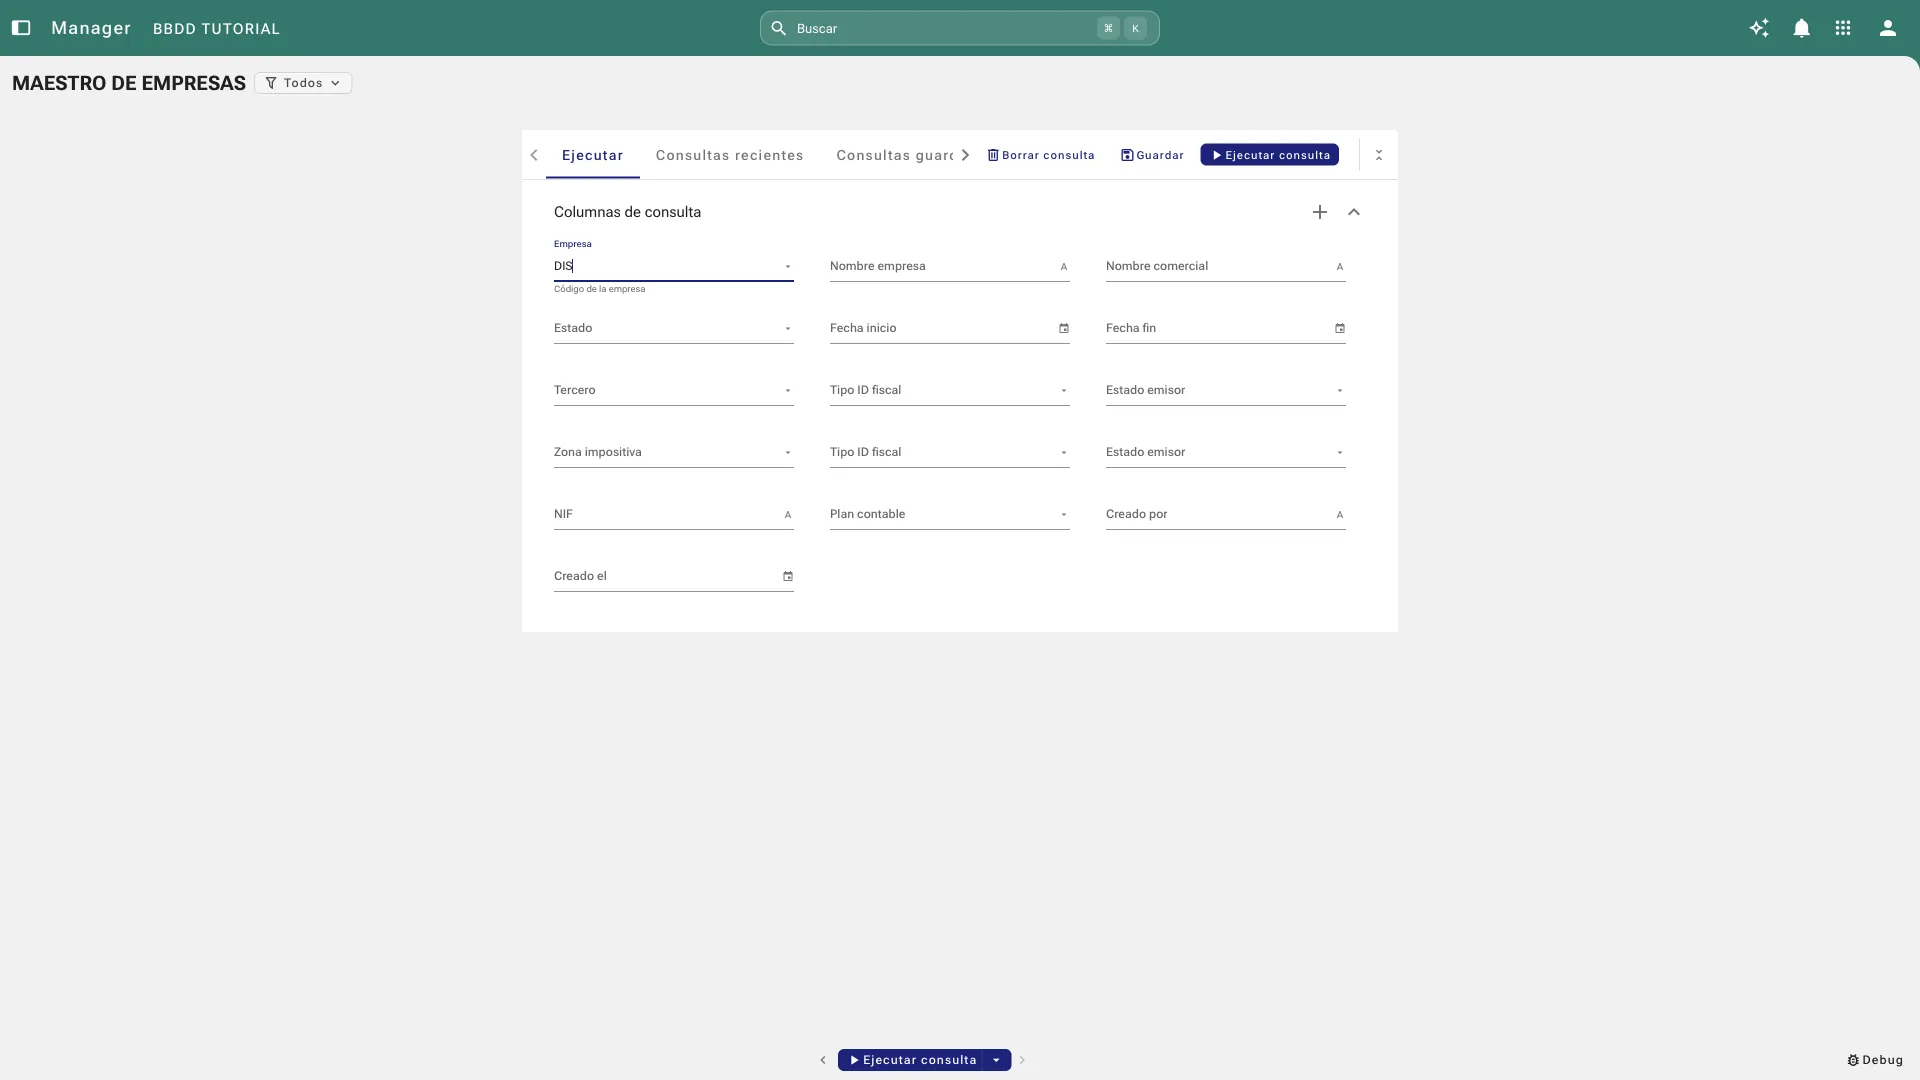 Manager BBDD TUTORIAL
Buscar ⌘ K
MAESTRO DE EMPRESAS Todos
Ejecutar Consultas recientes Consultas guard Borrar consulta Guardar Ejecutar consulta
Columnas de consulta
Empresa
DIS Nombre empresa A Nombre comercial A
Código de la empresa
Estado Fecha inicio Fecha fin
Tercero Tipo ID fiscal Estado emisor
Zona impositiva Tipo ID fiscal Estado emisor
NIF A Plan contable Creado por A
Creado el
Ejecutar consulta
Debug